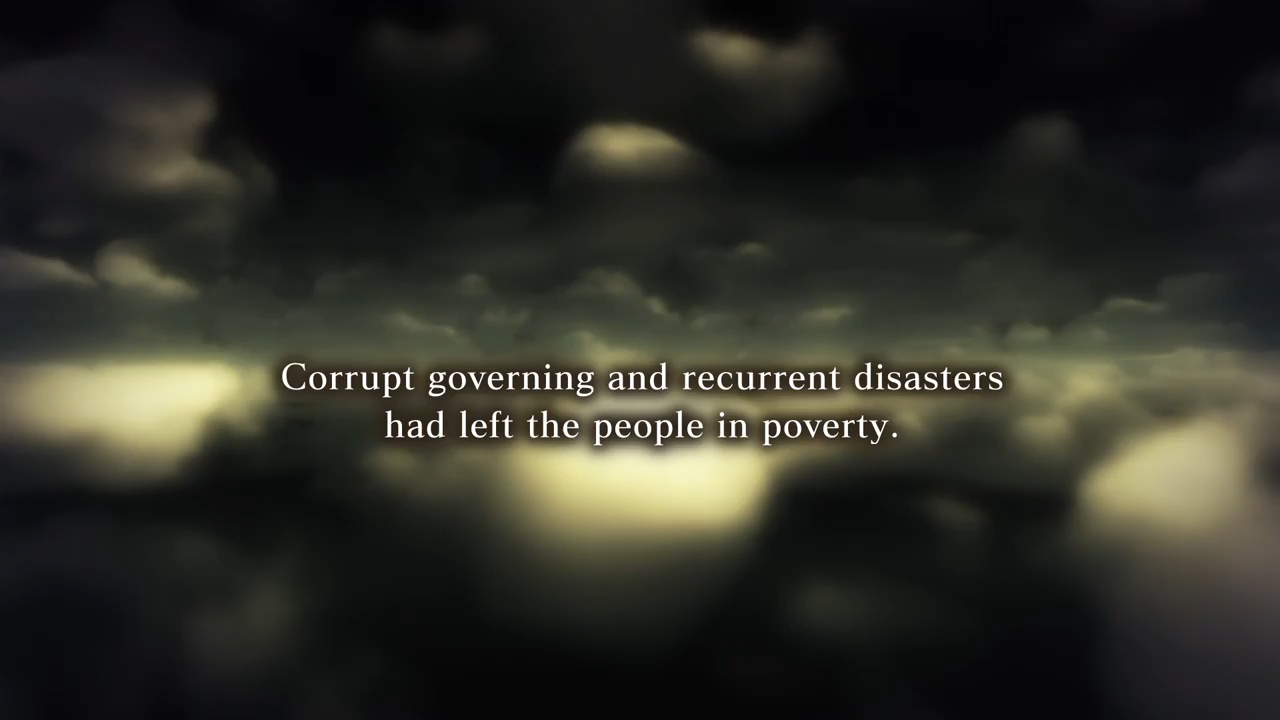 Corrupt governing and recurrent disasters
had left the people in poverty.